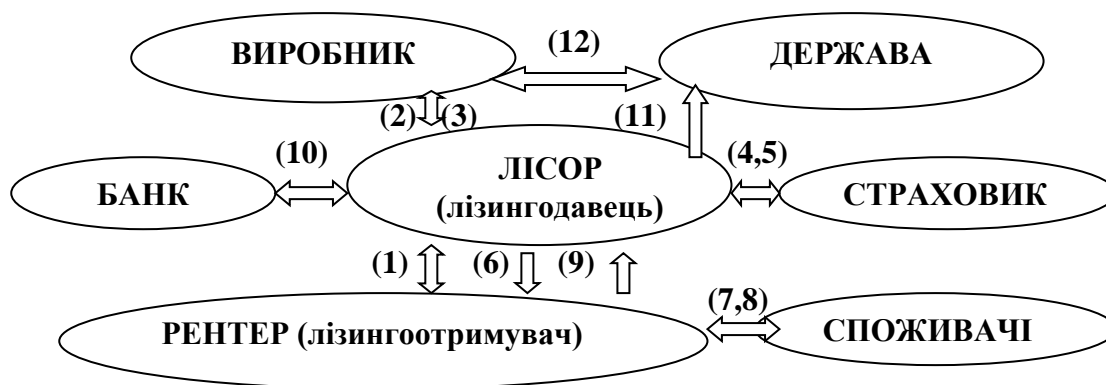 ВИРОБНИК
(12)
ДЕРЖАВА
(2)
(3)
(11)
(10)
(4,5)
БАНК
ЛІСОР
(лізингодавець)
СТРАХОВИК
(1)
(6)
(9)
(7,8)
РЕНТЕР (лізингоотримувач)
СПОЖИВАЧІ